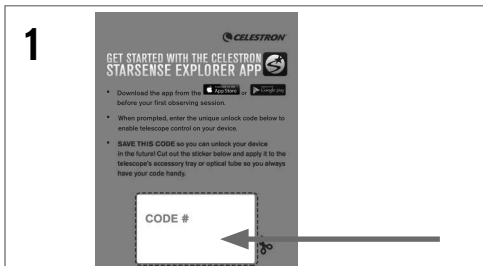 1
CELESTRON
GET STARTED WITH THE CELESTRON
STARSENSE EXPLORER APP
• Download the app from the App Store or Google play
before your first observing session.
• When prompted, enter the unique unlock code below to
enable telescope control on your device.
• SAVE THIS CODE so you can unlock your device
in the future! Cut out the sticker below and apply it to the
telescope's accessory tray or optical tube so you always
have your code handy.
CODE #